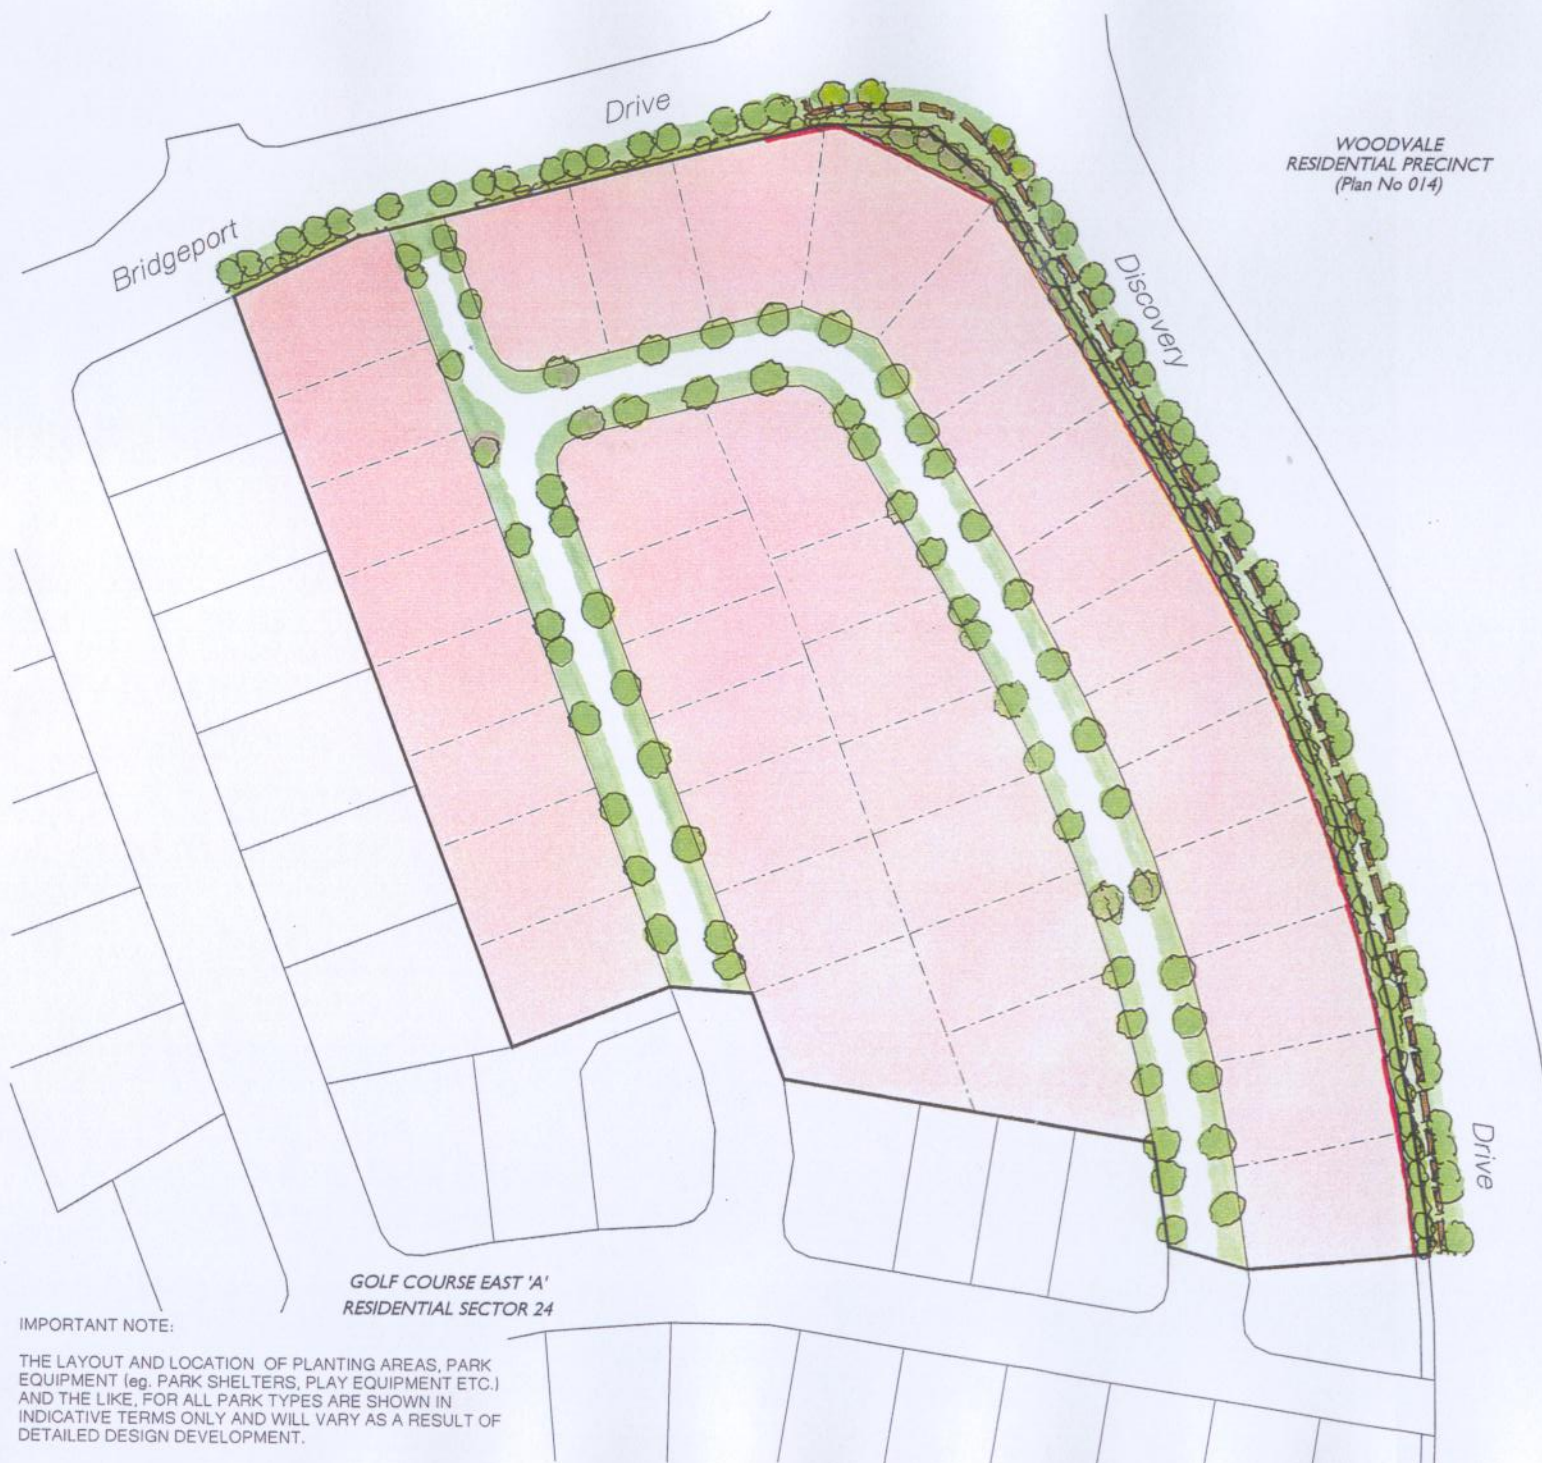 Drive
WOODVALE
RESIDENTIAL PRECINCT
(Plan No 014)
Bridgeport
Discovery
Drive
GOLF COURSE EAST 'A'
RESIDENTIAL SECTOR 24
IMPORTANT NOTE:
THE LAYOUT AND LOCATION OF PLANTING AREAS, PARK
EQUIPMENT (eg. PARK SHELTERS, PLAY EQUIPMENT ETC.)
AND THE LIKE, FOR ALL PARK TYPES ARE SHOWN IN
INDICATIVE TERMS ONLY AND WILL VARY AS A RESULT OF
DETAILED DESIGN DEVELOPMENT.